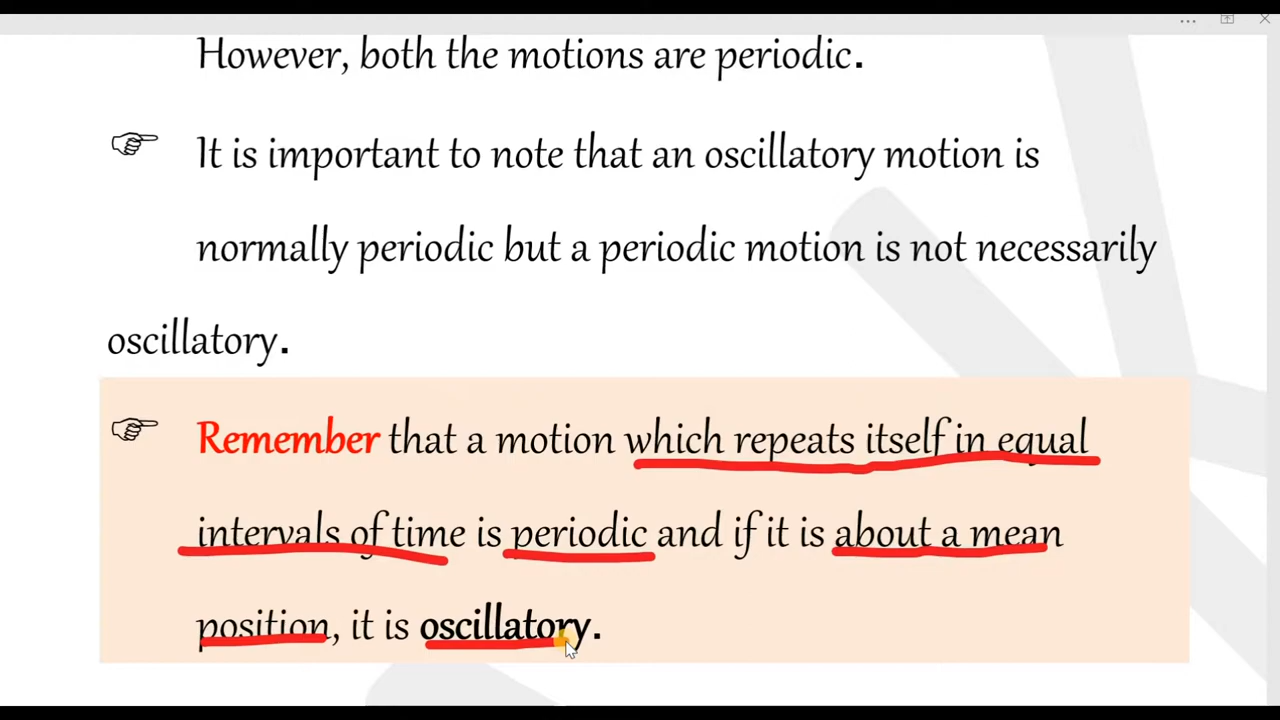 However, both the motions are periodic.
It is important to note that an oscillatory motion is
normally periodic but a periodic motion is not necessarily
oscillatory.
Remember that a motion which repeats itself in equal
intervals of time is periodic and if it is about a mean
position, it is oscillatory.